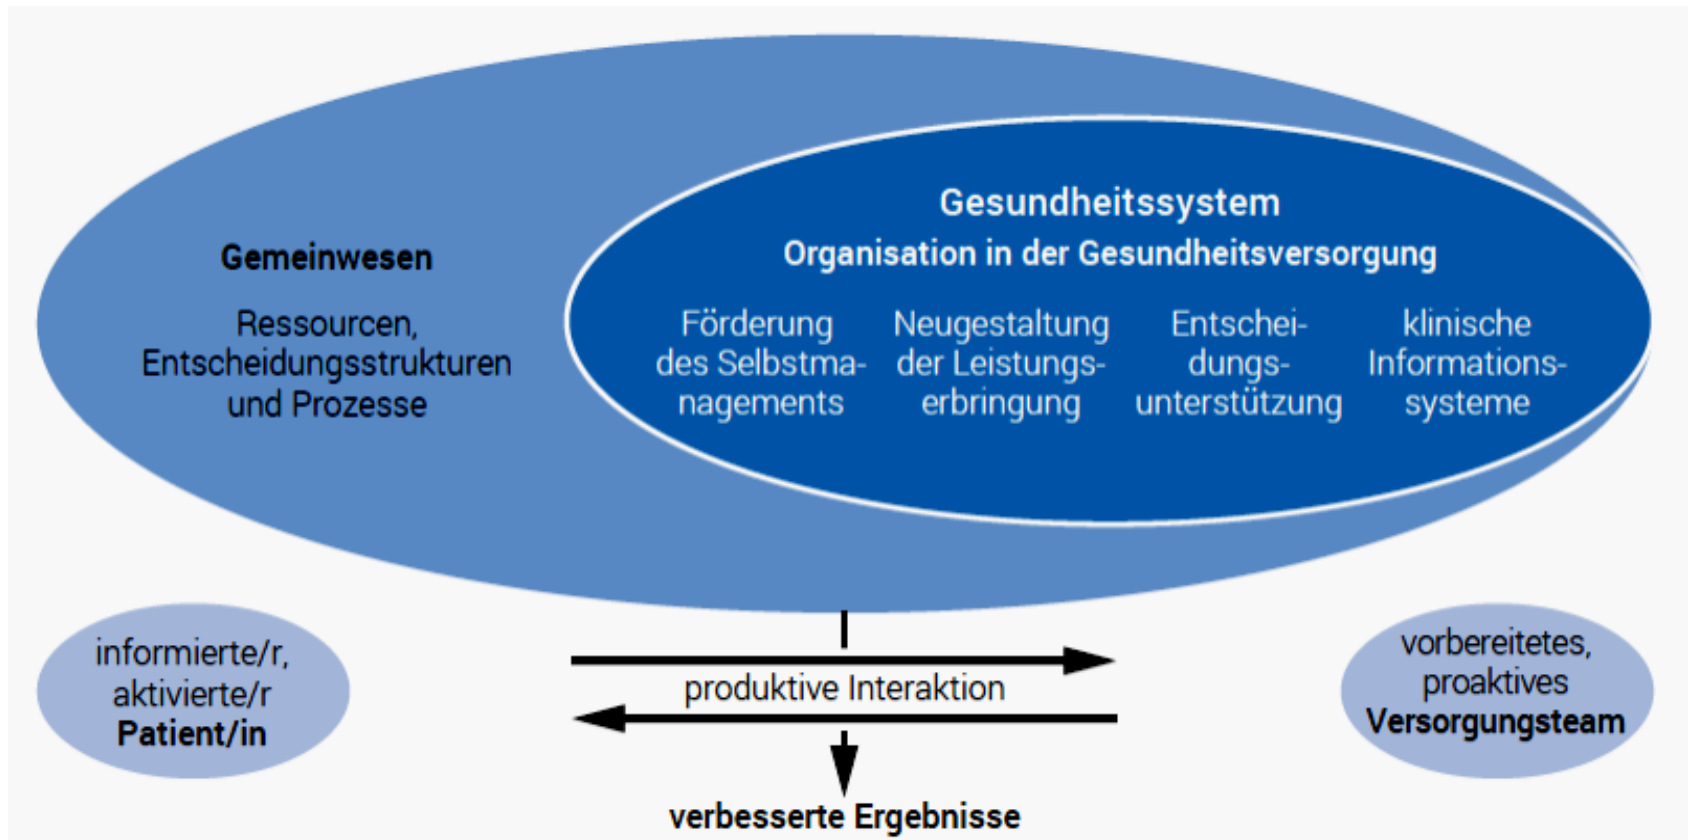 Gesundheitssystem
Organisation in der Gesundheitsversorgung
Gemeinwesen
Ressourcen,
Entscheidungsstrukturen
und Prozesse
Förderung
des Selbstma-
nagements
Neugestaltung
der Leistungs-
erbringung
Entschei-
dungs-
unterstützung
klinische
Informations-
systeme
informierte/r,
aktivierte/r
Patient/in
produktive Interaktion
vorbereitetes,
proaktives
Versorgungsteam
verbesserte Ergebnisse